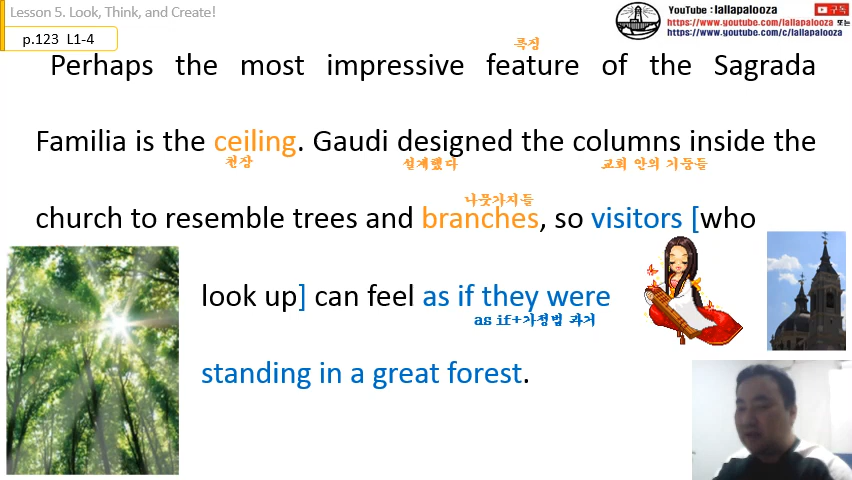 Lesson 5. Look, Think, and Create!
YouTube : lallapalooza 구독
https://www.youtube.com/lallapalooza 또는
https://www.youtube.com/c/lallapalooza
p.123 L1-4
특징
Perhaps the most impressive feature of the Sagrada
Familia is the ceiling. Gaudi designed the columns inside the
천장 설계했다 교회 안의 기둥들
나뭇가지들
church to resemble trees and branches, so visitors [who
look up] can feel as if they were
as if+가정법 과거
standing in a great forest.